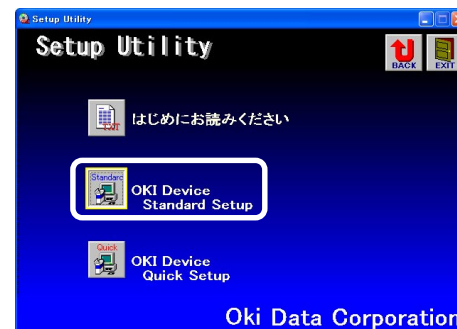 Setup Utility
Setup Utility
BACK
EXIT
TXT
はじめにお読みください
Standard
OKI Device
Standard Setup
Quick
OKI Device
Quick Setup
Oki Data Corporation